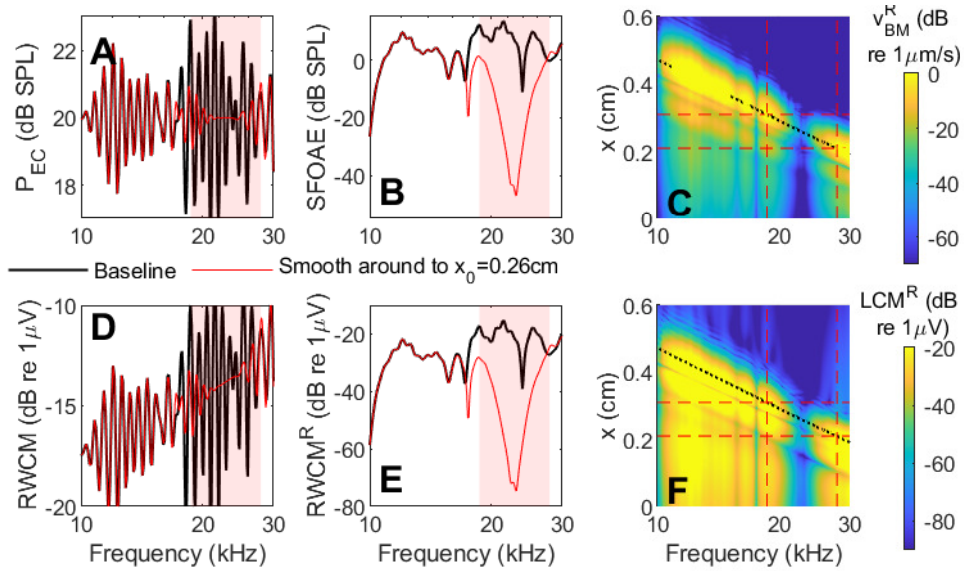 A
P_EC (dB SPL)
22
20
18
10
20
30
B
SFOAE (dB SPL)
0
-20
-40
10
20
30
C
x (cm)
0.6
0.4
0.2
0
10
20
30
v_BM^R (dB
re 1μm/s)
0
-20
-40
-60
Baseline
Smooth around to x_0=0.26cm
D
RWCM (dB re 1μV)
-10
-15
-20
10
20
30
Frequency (kHz)
E
RWCM^R (dB re 1μV)
-20
-40
-60
-80
10
20
30
Frequency (kHz)
F
x (cm)
0.6
0.4
0.2
0
10
20
30
Frequency (kHz)
LCM^R (dB
re 1μV)
-20
-40
-60
-80